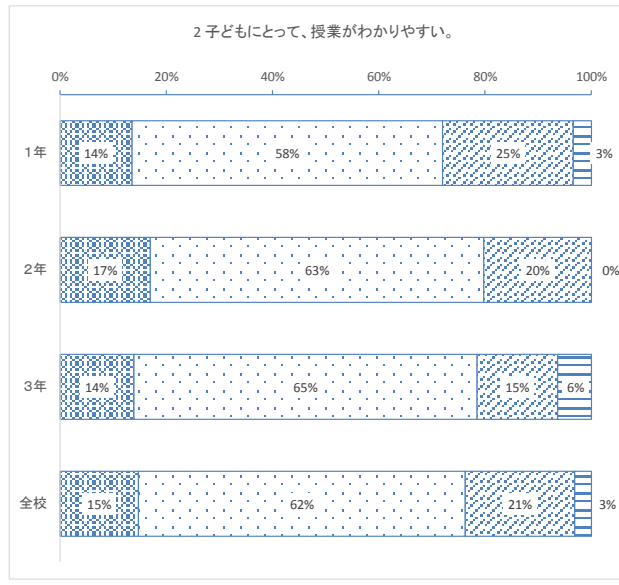 2 子どもにとって、授業がわかりやすい。
0% 20% 40% 60% 80% 100%
1年 14% 58% 25% 3%
2年 17% 63% 20% 0%
3年 14% 65% 15% 6%
全校 15% 62% 21% 3%